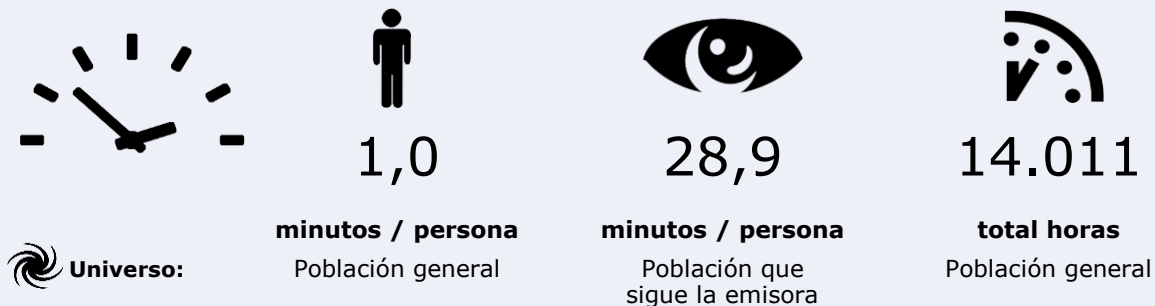 1,0 28,9 14.011
minutos / persona minutos / persona total horas
Universo: Población general Población que Población general
sigue la emisora